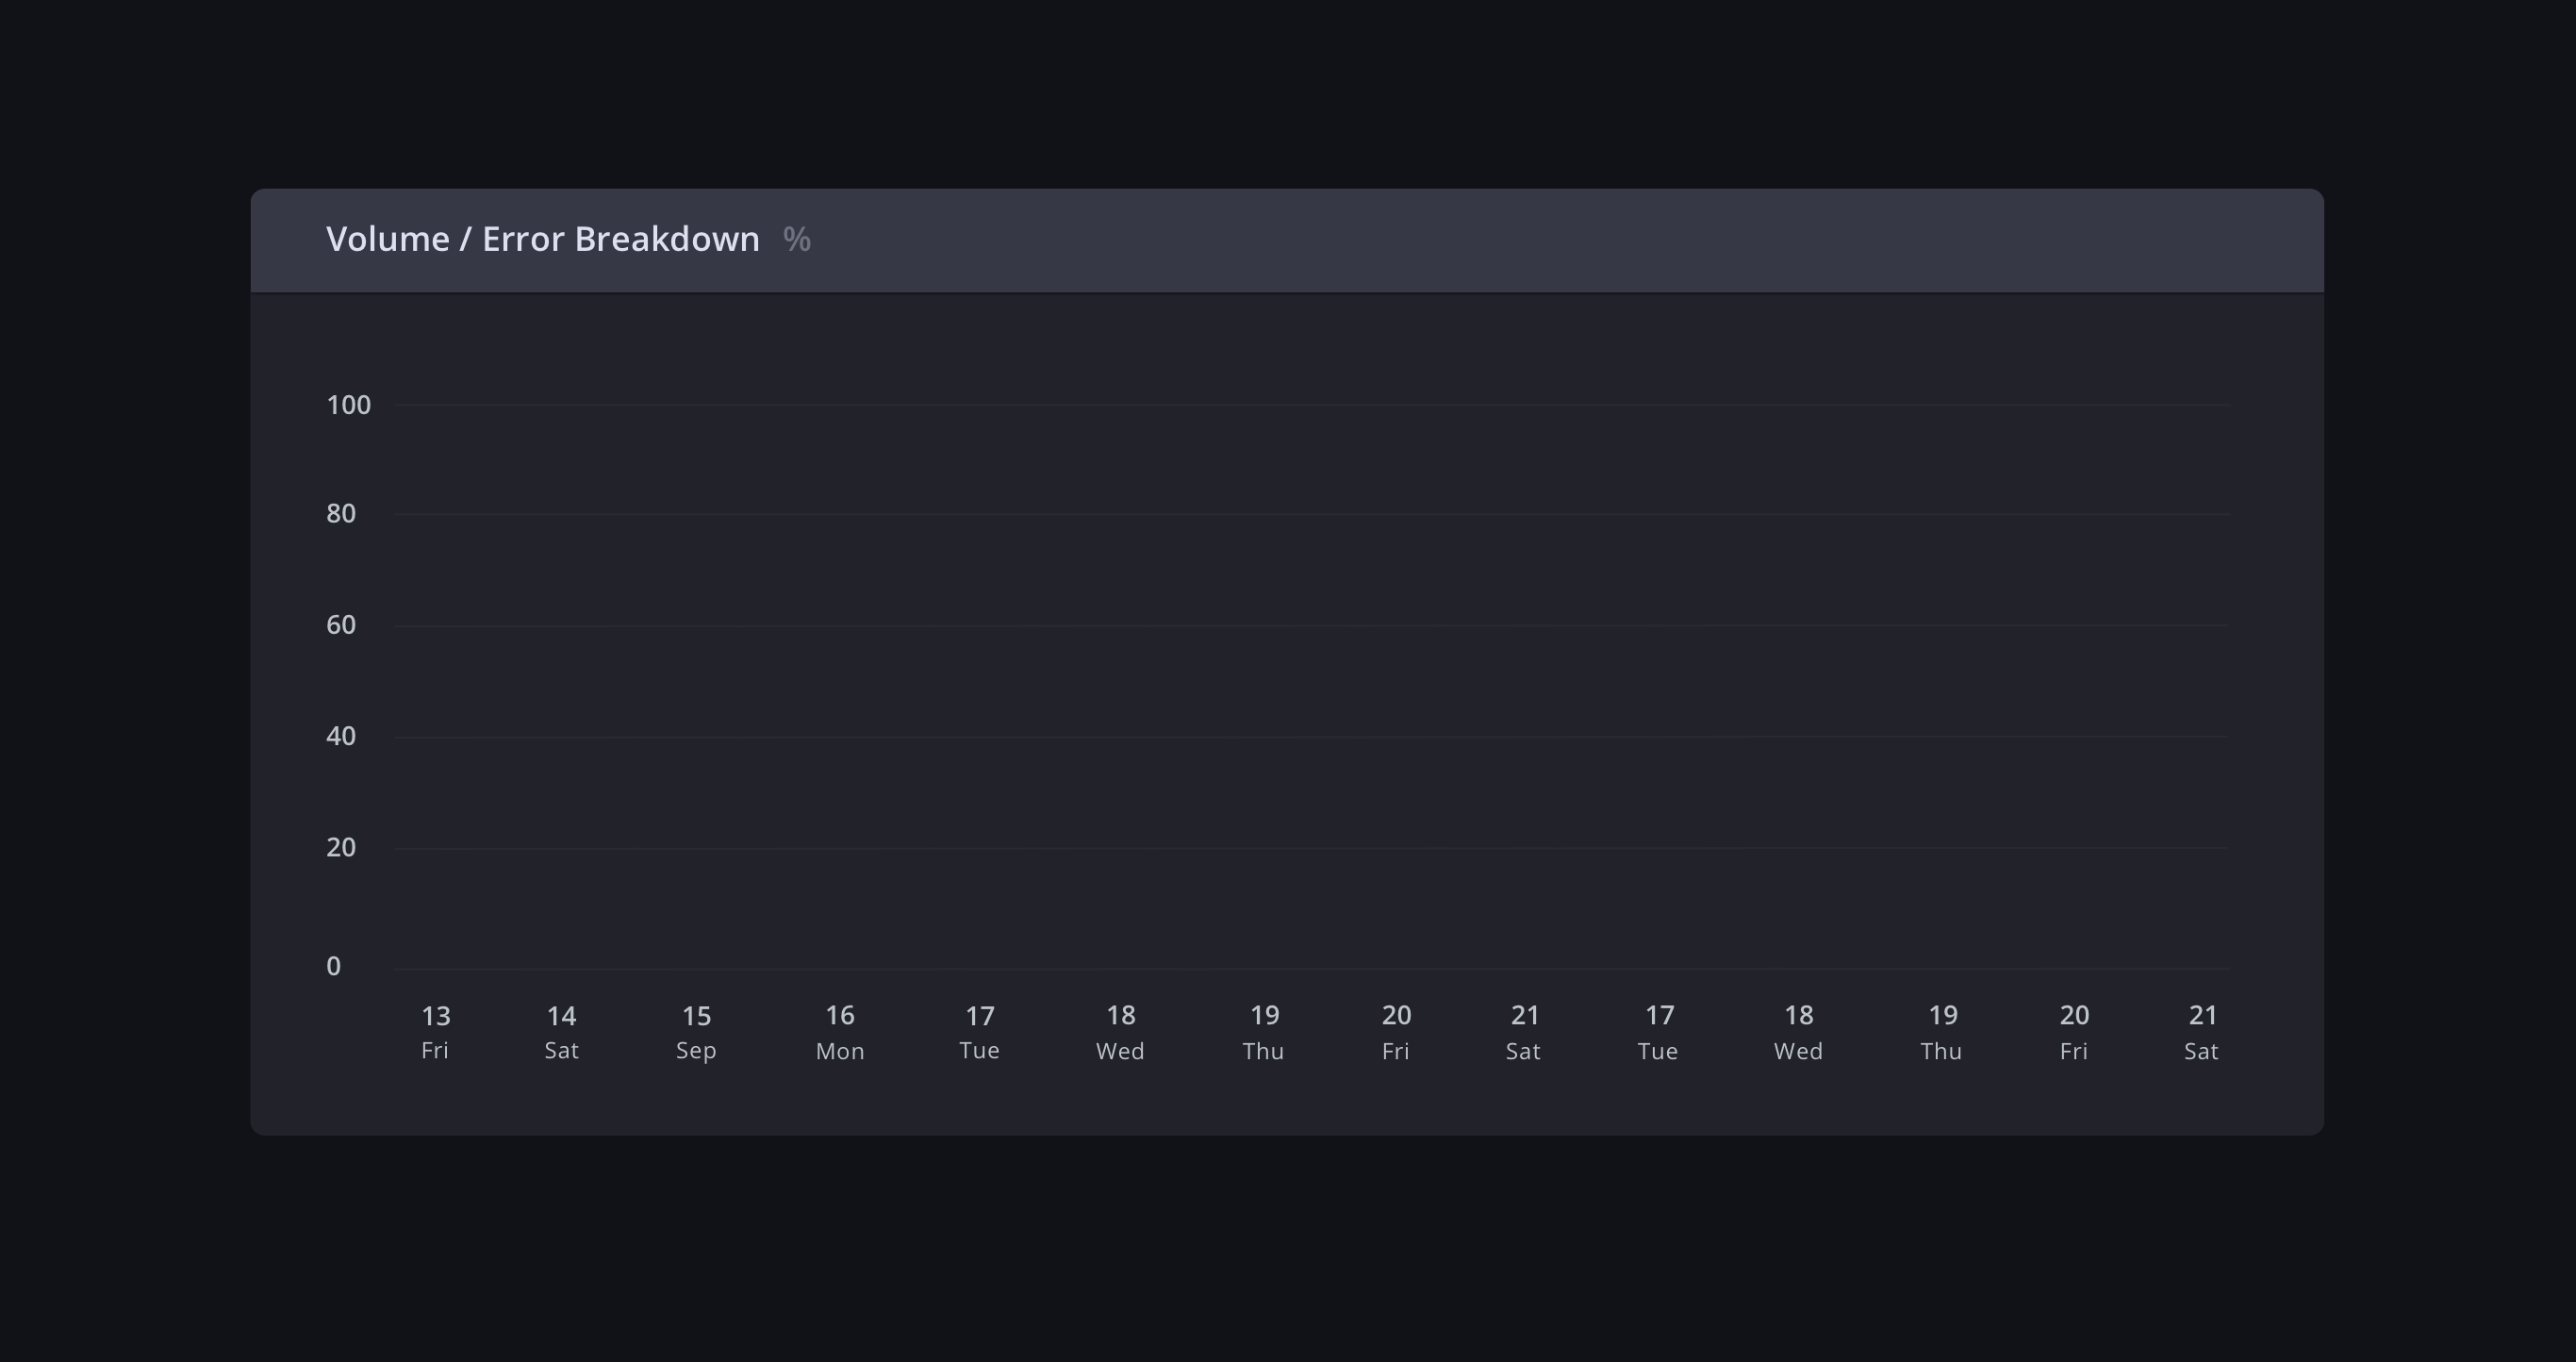 Volume / Error Breakdown %
100
80
60
40
20
0
13 14 15 16 17 18 19 20 21 17 18 19 20 21
Fri Sat Sep Mon Tue Wed Thu Fri Sat Tue Wed Thu Fri Sat